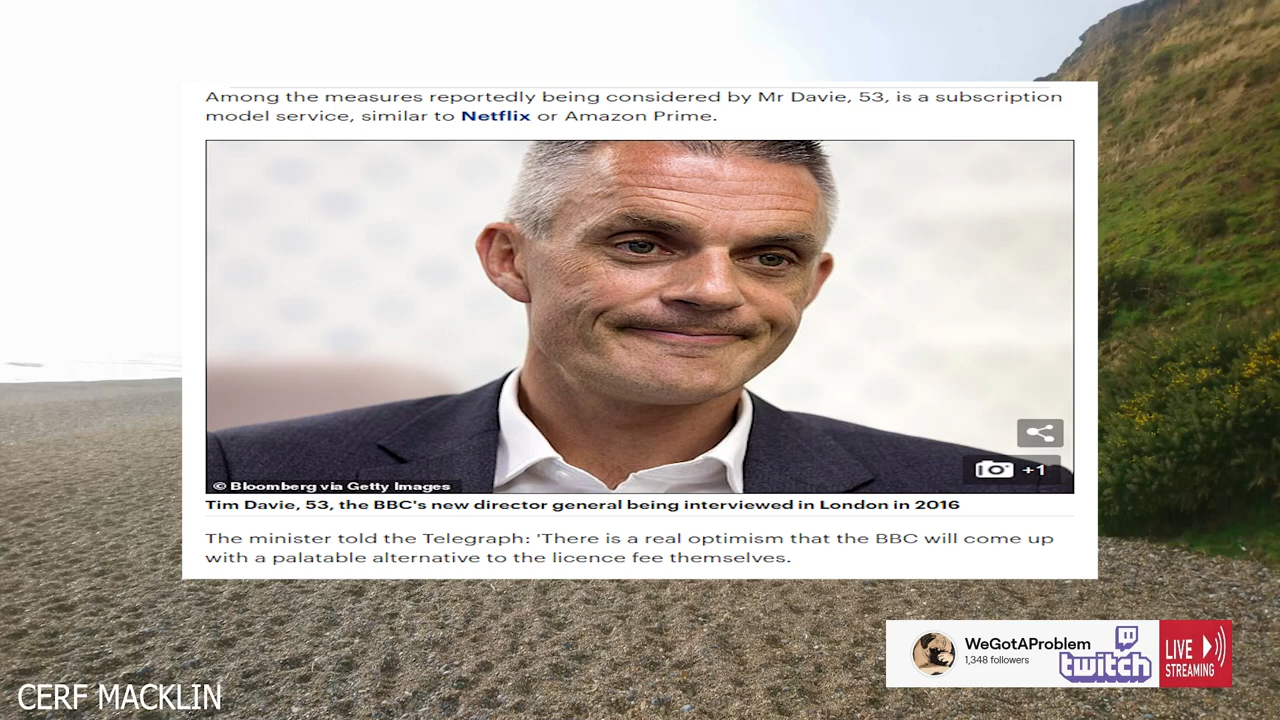 Among the measures reportedly being considered by Mr Davie, 53, is a subscription
model service, similar to Netflix or Amazon Prime.
+1
© Bloomberg via Getty Images
Tim Davie, 53, the BBC's new director general being interviewed in London in 2016
The minister told the Telegraph: 'There is a real optimism that the BBC will come up
with a palatable alternative to the licence fee themselves.
WeGotAProblem
1,348 followers
twitch
LIVE
STREAMING
CERF MACKLIN